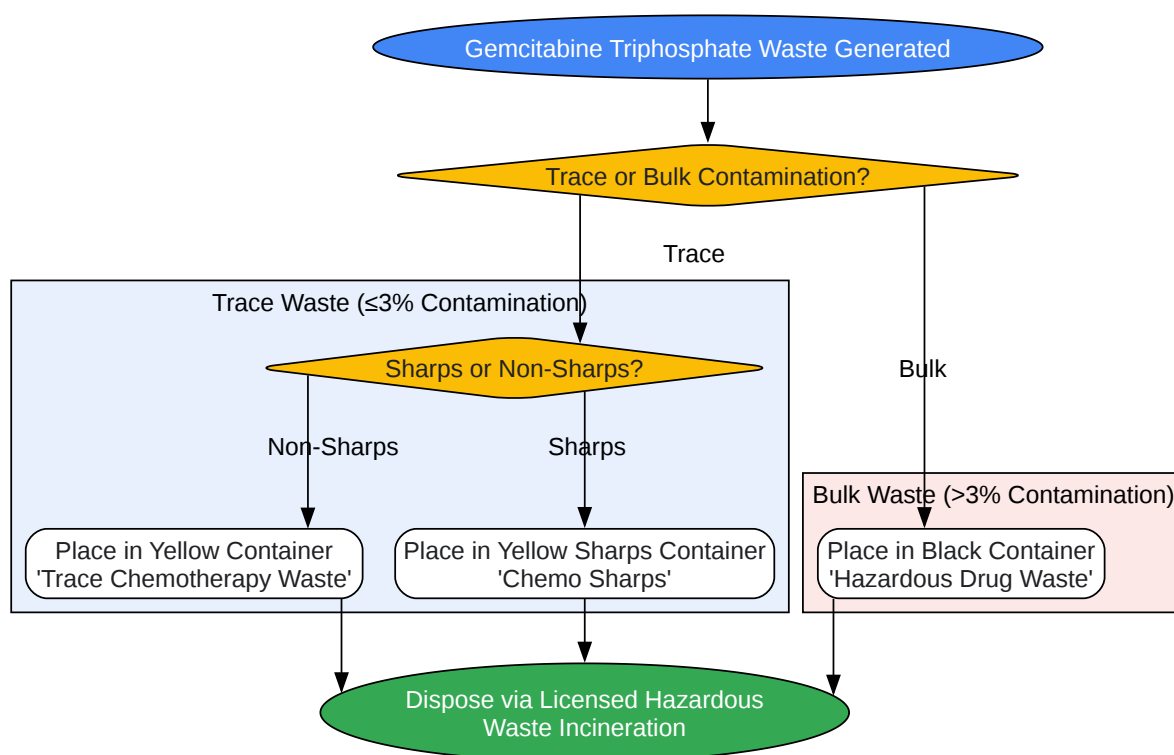 Gemcitabine Triphosphate Waste Generated
Trace or Bulk Contamination?
Trace
Trace Waste (≤3% Contamination)
Sharps or Non-Sharps?
Bulk
Non-Sharps
Sharps
Bulk Waste (>3% Contamination)
Place in Yellow Container
'Trace Chemotherapy Waste'
Place in Yellow Sharps Container
'Chemo Sharps'
Place in Black Container
'Hazardous Drug Waste'
Dispose via Licensed Hazardous
Waste Incineration